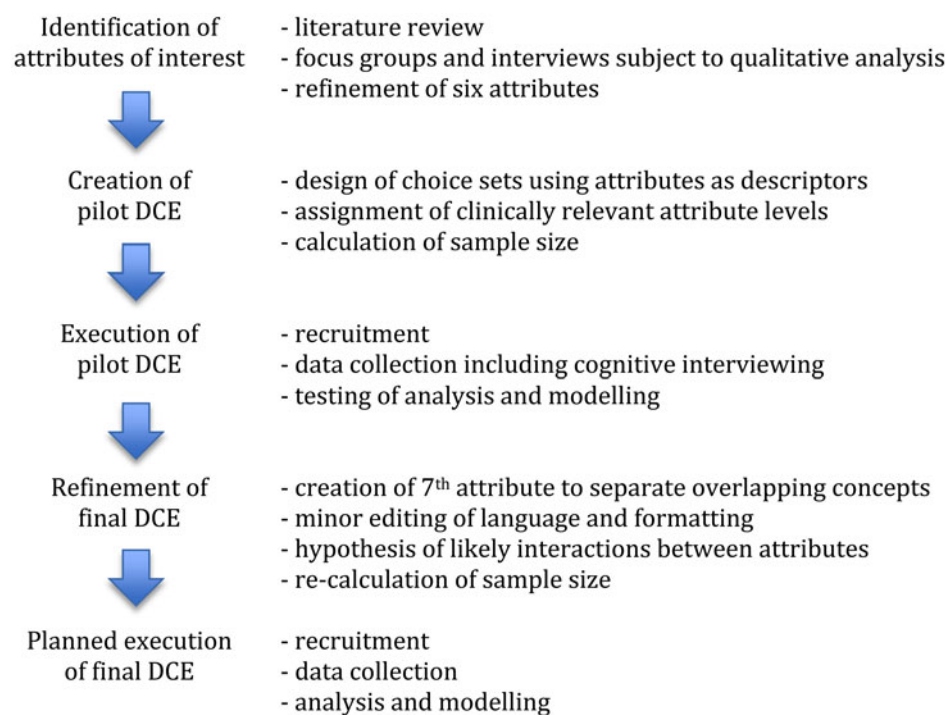 Identification of
attributes of interest
- literature review
- focus groups and interviews subject to qualitative analysis
- refinement of six attributes
Creation of
pilot DCE
- design of choice sets using attributes as descriptors
- assignment of clinically relevant attribute levels
- calculation of sample size
Execution of
pilot DCE
- recruitment
- data collection including cognitive interviewing
- testing of analysis and modelling
Refinement of
final DCE
- creation of 7th attribute to separate overlapping concepts
- minor editing of language and formatting
- hypothesis of likely interactions between attributes
- re-calculation of sample size
Planned execution
of final DCE
- recruitment
- data collection
- analysis and modelling